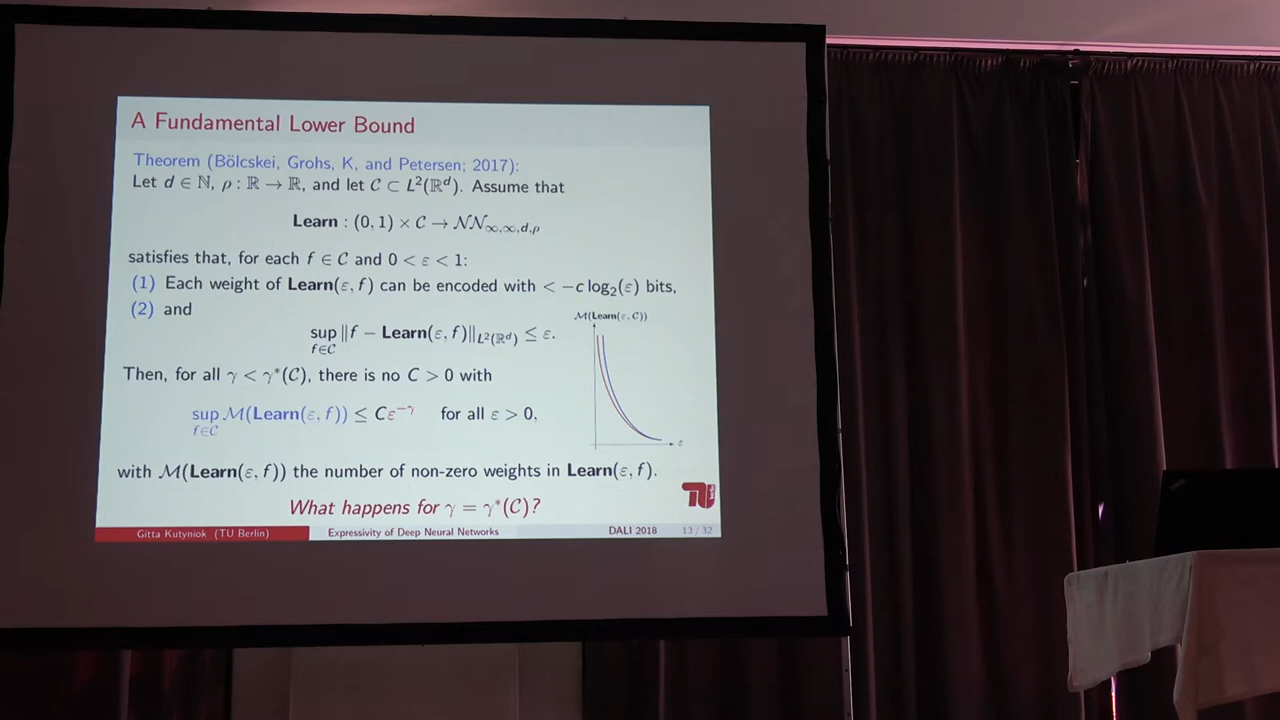 A Fundamental Lower Bound
Theorem (Bölcskei, Grohs, K, and Petersen; 2017):
Let d ∈ ℕ, ρ : ℝ → ℝ, and let 𝒞 ⊂ L²(ℝᵈ). Assume that
Learn : (0, 1) × 𝒞 → 𝒩𝒩_{∞,∞,d,ρ}
satisfies that, for each f ∈ 𝒞 and 0 < ε < 1:
(1) Each weight of Learn(ε, f) can be encoded with < −c log₂(ε) bits,
(2) and
ℳ(Learn(ε, 𝒞))
sup_{f∈𝒞} ‖f − Learn(ε, f)‖_{L²(ℝᵈ)} ≤ ε.
Then, for all γ < γ*(𝒞), there is no C > 0 with
sup_{f∈𝒞} ℳ(Learn(ε, f)) ≤ Cε^{−γ} for all ε > 0,
ε
with ℳ(Learn(ε, f)) the number of non-zero weights in Learn(ε, f).
What happens for γ = γ*(𝒞)?
Gitta Kutyniok (TU Berlin) Expressivity of Deep Neural Networks DALI 2018 13 / 32